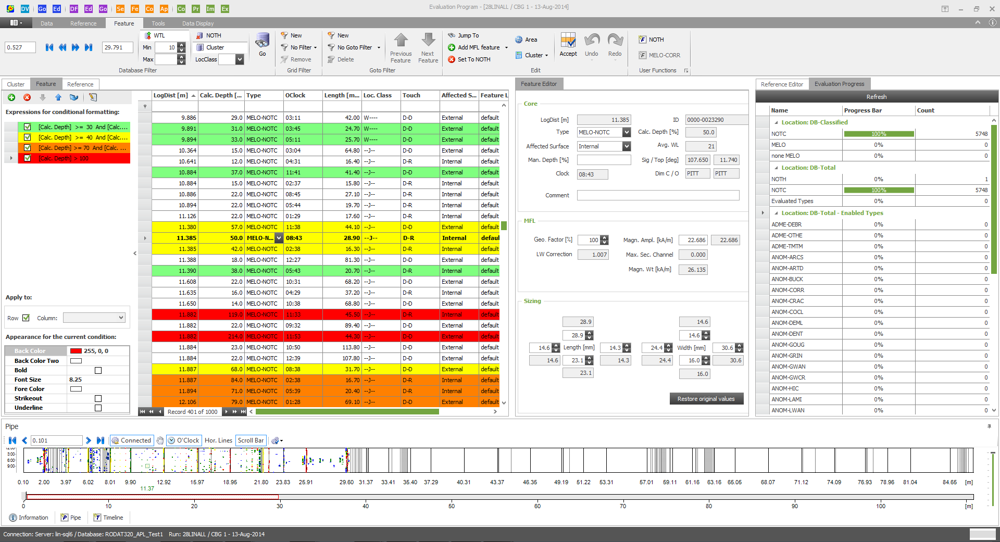 DV Go Ed DF Ed Go Se Fe Co Ap Co Pr Im Ex
Evaluation Program - [28LINALL / CBG 1 - 13-Aug-2014]
Data Reference Feature Tools Data Display
0.527 29.791
WTL
Min 10
Max
NOTH
Cluster
LocClass
Go
Database Filter
New
No Filter
Remove
Grid Filter
New
No Goto Filter
Delete
Previous Feature
Next Feature
Goto Filter
Jump To
Add MFL feature
Set To NOTH
Area
Cluster
Edit
Accept Undo Redo
NOTH
MELO-CORR
User Functions
Cluster Feature Reference
Expressions for conditional formatting:
[Calc. Depth] >= 30 And [Calc....
[Calc. Depth] >= 40 And [Calc....
[Calc. Depth] >= 70 And [Calc. ...
[Calc. Depth] > 100
Apply to:
Row Column:
Appearance for the current condition:
Back Color 255, 0, 0
Back Color Two
Bold
Font Size 8.25
Fore Color
Strikeout
Underline
LogDist [m] Calc. Depth [... Type OClock Length [m... Loc. Class Touch Affected S... Feature L
9.886 29.0 MELO-NOTC 03:11 42.00 W---- D-D External default
9.891 31.0 MELO-NOTC 03:45 24.70 W---- D-D External default
9.894 33.0 MELO-NOTC 05:11 25.70 W---- D-D External default
10.364 15.0 MELO-NOTC 03:04 64.80 --J-- D-D External default
10.641 12.0 MELO-NOTC 04:31 16.40 --J-- D-R Internal default
10.884 37.0 MELO-NOTC 11:41 41.40 --J-- D-D External default
10.884 15.0 MELO-NOTC 02:37 15.80 --J-- D-R Internal default
10.886 22.0 MELO-NOTC 08:45 27.10 --J-- D-R Internal default
10.894 22.0 MELO-NOTC 05:44 19.70 --J-- D-R Internal default
11.126 22.0 MELO-NOTC 01:29 17.60 --J-- D-R Internal default
11.380 57.0 MELO-NOTC 11:38 44.10 --J-- D-D External default
11.385 50.0 MELO-N... 08:43 28.90 --J-- D-R Internal defaul
11.385 42.0 MELO-NOTC 02:38 16.30 --J-- D-R Internal default
11.388 18.0 MELO-NOTC 12:27 81.30 --J-- D-D External default
11.390 38.0 MELO-NOTC 05:43 20.70 --J-- D-R Internal default
11.608 22.0 MELO-NOTC 10:31 68.20 --J-- D-D External default
11.635 16.0 MELO-NOTC 04:29 37.20 --J-- D-R Internal default
11.650 14.0 MELO-NOTC 10:38 68.80 --J-- D-D External default
11.882 119.0 MELO-NOTC 11:33 45.50 --J-- D-R Internal default
11.882 22.0 MELO-NOTC 09:32 89.40 --J-- D-D External default
11.882 214.0 MELO-NOTC 11:53 44.30 --J-- D-D External default
11.884 23.0 MELO-NOTC 10:50 113.80 --J-- D-D External default
11.884 22.0 MELO-NOTC 12:39 107.80 --J-- D-D External default
11.887 68.0 MELO-NOTC 08:38 31.70 --J-- D-D External default
11.887 84.0 MELO-NOTC 02:38 16.70 --J-- D-R Internal default
11.894 71.0 MELO-NOTC 05:39 20.40 --J-- D-R Internal default
12.106 79.0 MELO-NOTC 01:28 69.10 --J-- D-D External default
Record 401 of 1000
Feature Editor
Core
LogDist [m] 11.385 ID 0000-0023290
Type MELO-NOTC Calc. Depth [%] 50.0
Affected Surface Internal Avg. WL 21
Man. Depth [%] Sig / Top [deg] 107.650 11.740
Clock 08:43 Dim C / O PITT PITT
Comment
MFL
Geo. Factor [%] 100 Magn. Ampl. [kA/m] 22.686 22.686
LW Correction 1.007 Max. Sec. Channel 0.000
Magn. Wt [kA/m] 26.135
Sizing
28.9 14.6
28.9 14.6
14.6 Length [mm] 14.3 24.4 Width [mm] 30.6
14.6 23.1 14.3 24.4 16.0 30.6
23.1 16.0
Restore original values
Reference Editor Evaluation Progress
Refresh
Name Progress Bar Count
Location: DB-Classified
NOTC 100% 5748
MELO 0% 0
none MELO 0% 0
Location: DB-Total
NOTH 0% 1
NOTC 100% 5748
Evaluated Types 0% 0
Location: DB-Total - Enabled Types
ADME-DEBR 0% 0
ADME-OTHE 0% 0
ADME-TMTM 0% 0
ANOM-ARCS 0% 0
ANOM-ARTD 0% 0
ANOM-BUCK 0% 0
ANOM-CORR 0% 0
ANOM-CRAC 0% 0
ANOM-COCL 0% 0
ANOM-DEML 0% 0
ANOM-DENT 0% 0
ANOM-GOUG 0% 0
ANOM-GRIN 0% 0
ANOM-GWAN 0% 0
ANOM-GWCR 0% 0
ANOM-HIC 0% 0
ANOM-LAMI 0% 0
ANOM-LWAN 0% 0
Pipe
0.101 Connected O'Clock Hor. Lines Scroll Bar
12:00
3:00
6:00
9:00
0.10 2.00 3.97 6.02 8.01 9.90 12.92 15.97 18.95 21.80 23.83 25.91 29.60 31.37 33.41 35.40 37.29 40.31 43.37 46.35 49.19 51.22 53.31 57.01 59.11 61.16 63.16 65.05 68.07 71.12 74.09 76.93 78.96 81.04 84.65 [m]
11.37
0 10 20 30 40 50 60 70 80 90 100 [m]
Information Pipe Timeline
Connection: Server: lin-sql6 / Database: RODAT320_APL_Test1 Run: 28LINALL / CBG 1 - 13-Aug-2014